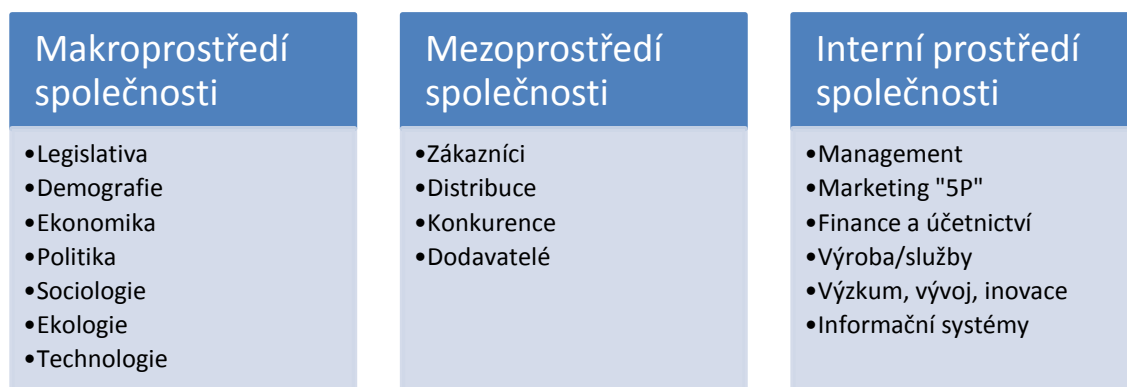 Makroprostředí
společnosti
•Legislativa
•Demografie
•Ekonomika
•Politika
•Sociologie
•Ekologie
•Technologie
Mezoprostředí
společnosti
•Zákazníci
•Distribuce
•Konkurence
•Dodavatelé
Interní prostředí
společnosti
•Management
•Marketing "5P"
•Finance a účetnictví
•Výroba/služby
•Výzkum, vývoj, inovace
•Informační systémy